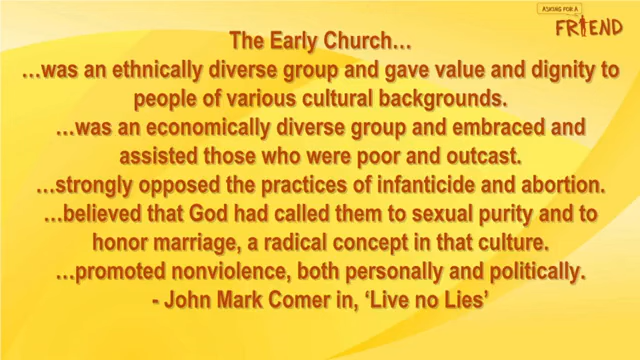 ASKING FOR A
FRIEND
The Early Church…
…was an ethnically diverse group and gave value and dignity to
people of various cultural backgrounds.
…was an economically diverse group and embraced and
assisted those who were poor and outcast.
…strongly opposed the practices of infanticide and abortion.
…believed that God had called them to sexual purity and to
honor marriage, a radical concept in that culture.
…promoted nonviolence, both personally and politically.
- John Mark Comer in, ‘Live no Lies’